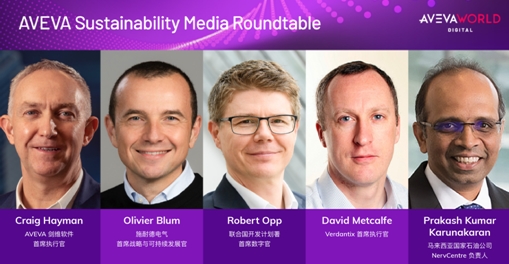 AVEVA Sustainability Media Roundtable
AVEVAWORLD
DIGITAL
Craig Hayman
AVEVA 剑维软件
首席执行官
Olivier Blum
施耐德电气
首席战略与可持续发展官
Robert Opp
联合国开发计划署
首席数字官
David Metcalfe
Verdantix 首席执行官
Prakash Kumar
Karunakaran
马来西亚国家石油公司
NervCentre 负责人